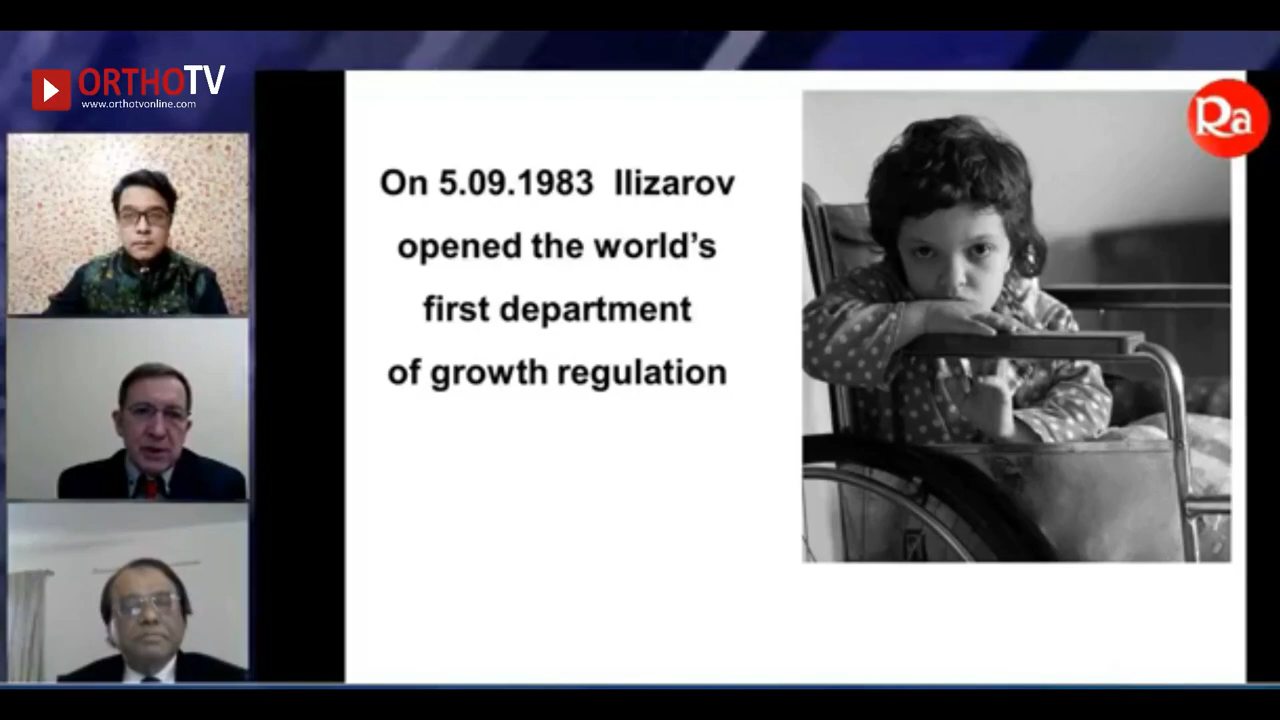 ORTHOTV
www.orthotvonline.com
Ra
On 5.09.1983 Ilizarov
opened the world's
first department
of growth regulation